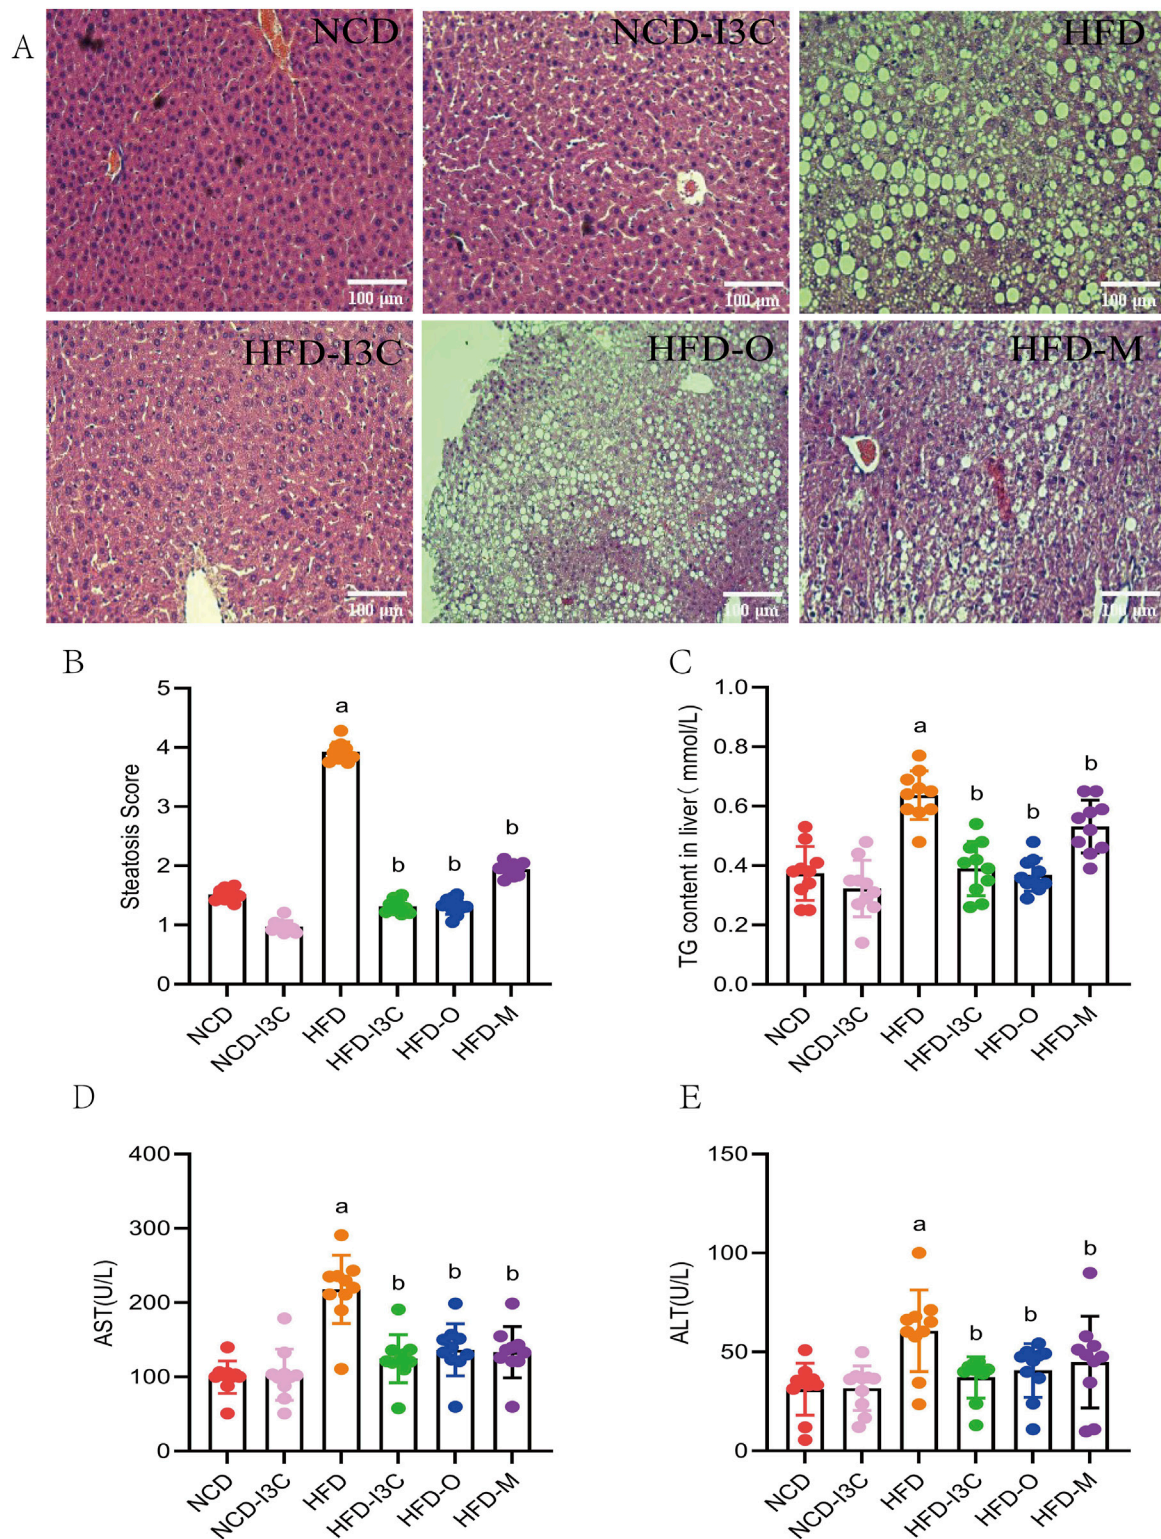 A
NCD
NCD-I3C
HFD
100 μm
100 μm
100 μm
HFD-I3C
HFD-O
HFD-M
100 μm
100 μm
100 μm
B
5
4
3
2
1
0
Steatosis Score
a
b
b
b
NCD
NCD-I3C
HFD
HFD-I3C
HFD-O
HFD-M
C
1.0
0.8
0.6
0.4
0.2
0.0
TG content in liver( mmol/L)
a
b
b
b
NCD
NCD-I3C
HFD
HFD-I3C
HFD-O
HFD-M
D
400
300
200
100
0
AST(U/L)
a
b
b
b
NCD
NCD-I3C
HFD
HFD-I3C
HFD-O
HFD-M
E
150
100
50
0
ALT(U/L)
a
b
b
b
NCD
NCD-I3C
HFD
HFD-I3C
HFD-O
HFD-M